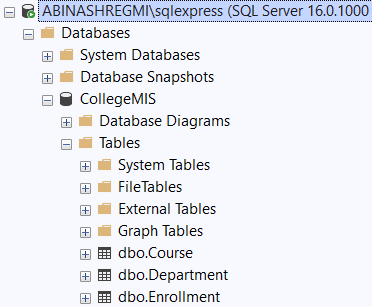 ABINASHREGMI\sqlexpress (SQL Server 16.0.1000
Databases
System Databases
Database Snapshots
CollegeMIS
Database Diagrams
Tables
System Tables
FileTables
External Tables
Graph Tables
dbo.Course
dbo.Department
dbo.Enrollment